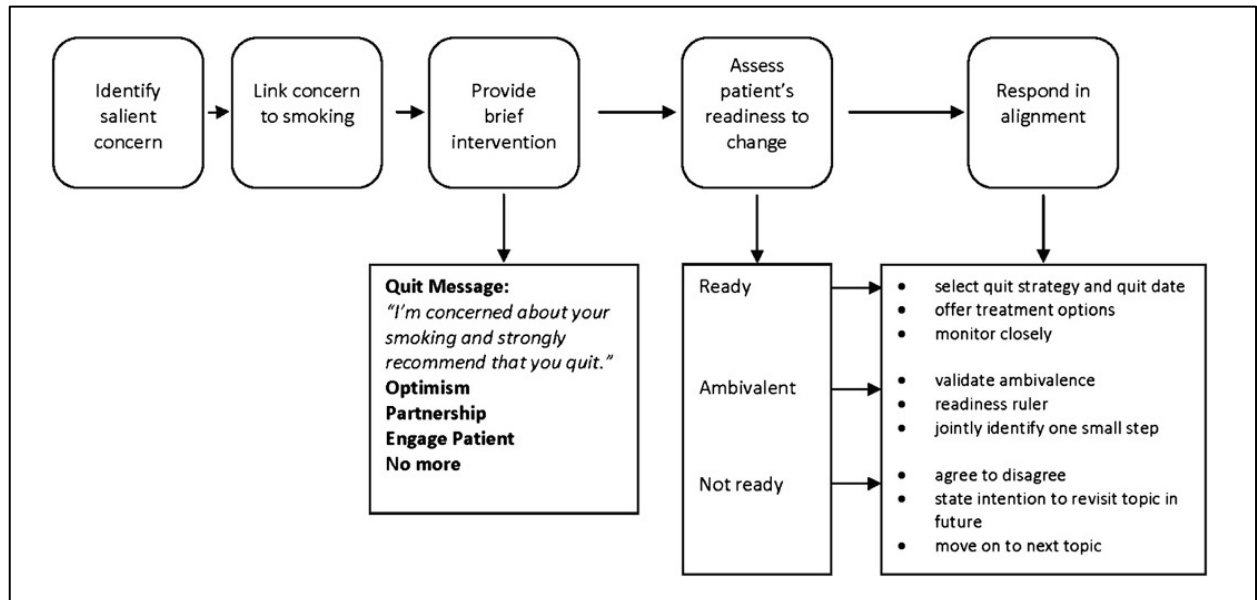 Identify
salient
concern
Link concern
to smoking
Provide
brief
intervention
Assess
patient’s
readiness to
change
Respond in
alignment
Quit Message:
“I’m concerned about your
smoking and strongly
recommend that you quit.”
Optimism
Partnership
Engage Patient
No more
Ready
Ambivalent
Not ready
• select quit strategy and quit date
• offer treatment options
• monitor closely
• validate ambivalence
• readiness ruler
• jointly identify one small step
• agree to disagree
• state intention to revisit topic in
future
• move on to next topic